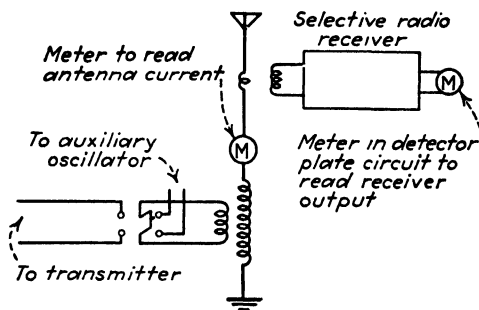 Selective radio
receiver
Meter to read
antenna current
M
M
To auxiliary
oscillator
Meter in detector
plate circuit to
read receiver
output
To transmitter